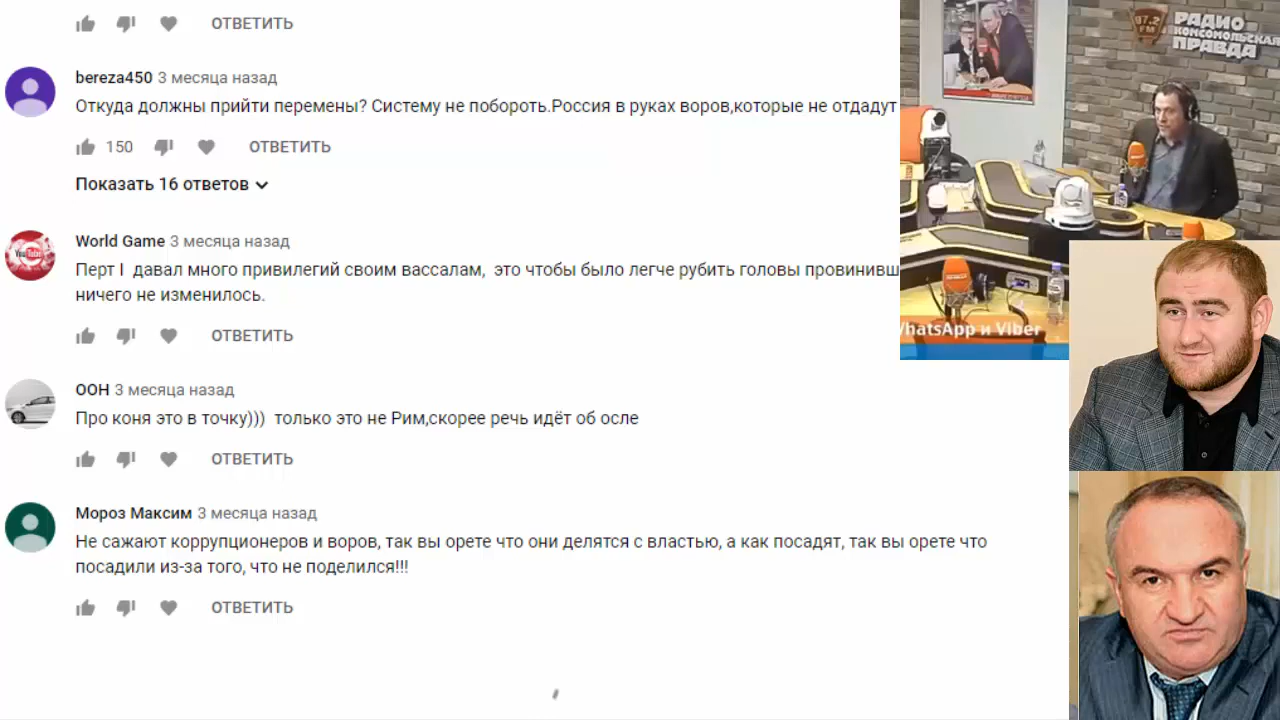 ОТВЕТИТЬ
bereza450 3 месяца назад
Откуда должны прийти перемены? Систему не побороть.Россия в руках воров,которые не отдадут
150 ОТВЕТИТЬ
Показать 16 ответов
World Game 3 месяца назад
Перт I давал много привилегий своим вассалам, это чтобы было легче рубить головы провинивш
ничего не изменилось.
ОТВЕТИТЬ
ООН 3 месяца назад
Про коня это в точку))) только это не Рим,скорее речь идёт об осле
ОТВЕТИТЬ
Мороз Максим 3 месяца назад
Не сажают коррупционеров и воров, так вы орете что они делятся с властью, а как посадят, так вы орете что
посадили из-за того, что не поделился!!!
ОТВЕТИТЬ
97.2 FM
РАДИО
КОМСОМОЛЬСКАЯ
ПРАВДА
WhatsApp и Viber
YouTube